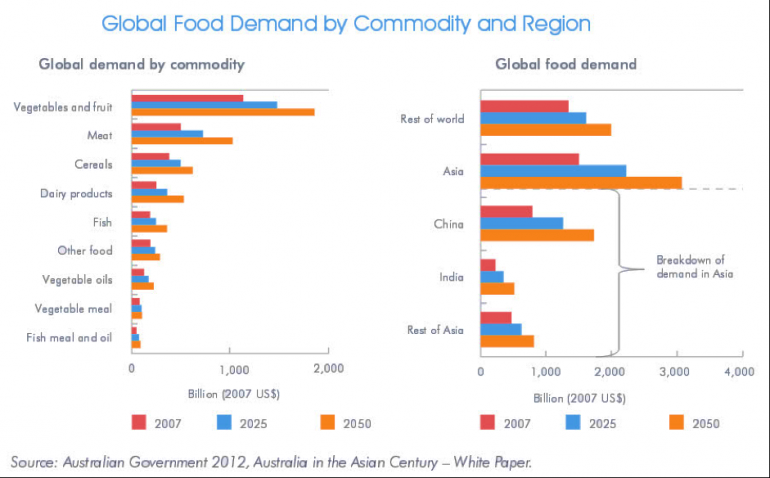 Global Food Demand by Commodity and Region
Global demand by commodity
Vegetables and fruit
Meat
Cereals
Dairy products
Fish
Other food
Vegetable oils
Vegetable meal
Fish meal and oil
0 1,000 2,000
Billion (2007 US$)
2007 2025 2050
Global food demand
Rest of world
Asia
China
India
Rest of Asia
Breakdown of
demand in Asia
0 1,000 2,000 3,000 4,000
Billion (2007 US$)
2007 2025 2050
Source: Australian Government 2012, Australia in the Asian Century – White Paper.